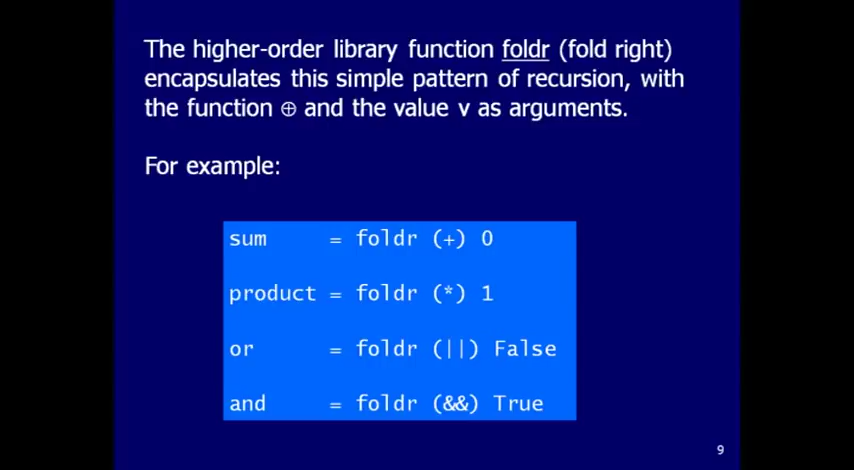 The higher-order library function foldr (fold right)
encapsulates this simple pattern of recursion, with
the function ⊕ and the value v as arguments.
For example:
sum = foldr (+) 0
product = foldr (*) 1
or = foldr (||) False
and = foldr (&&) True
9